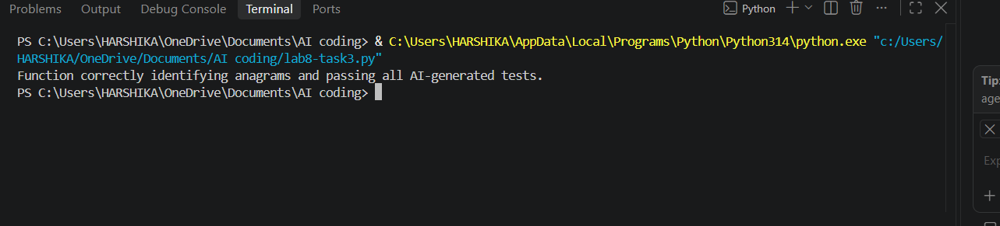 Problems Output Debug Console Terminal Ports Python
PS C:\Users\HARSHIKA\OneDrive\Documents\AI coding> & C:\Users\HARSHIKA\AppData\Local\Programs\Python\Python314\python.exe "c:/Users/
HARSHIKA/OneDrive/Documents/AI coding/lab8-task3.py"
Function correctly identifying anagrams and passing all AI-generated tests.
PS C:\Users\HARSHIKA\OneDrive\Documents\AI coding>
Tip:
age
Exp